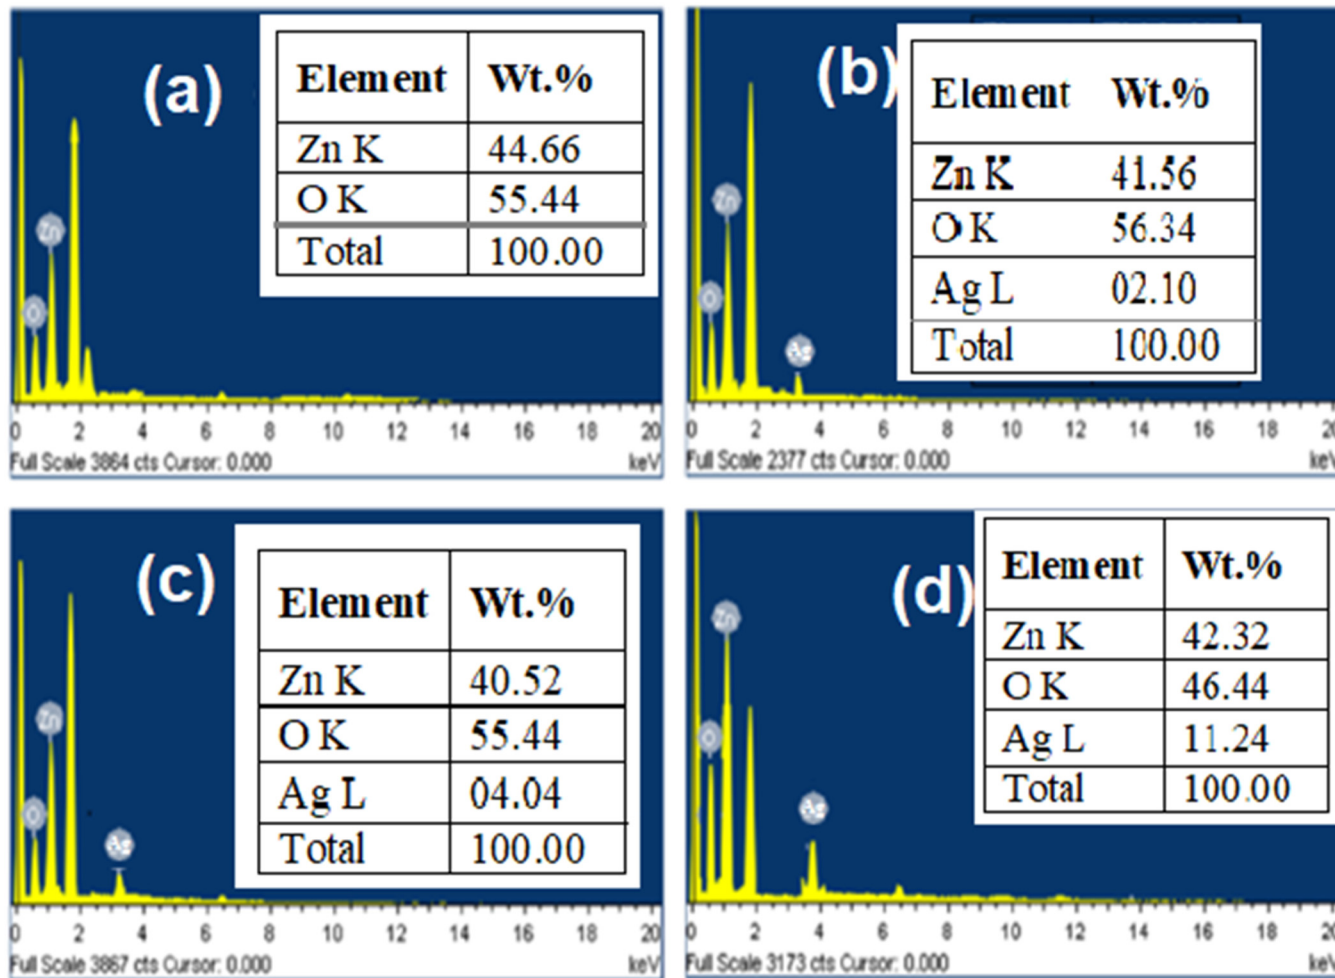 (a)
Element Wt.%
Zn K 44.66
O K 55.44
Total 100.00
Zn
O
0 2 4 6 8 10 12 14 16 18 20
Full Scale 3864 cts Cursor: 0.000 keV
(b)
Element Wt.%
Zn K 41.56
O K 56.34
Ag L 02.10
Total 100.00
Zn
O
Ag
0 2 4 6 8 10 12 14 16 18 20
Full Scale 2377 cts Cursor: 0.000 keV
(c)
Element Wt.%
Zn K 40.52
O K 55.44
Ag L 04.04
Total 100.00
Zn
O
Ag
0 2 4 6 8 10 12 14 16 18 20
Full Scale 3867 cts Cursor: 0.000 keV
(d)
Element Wt.%
Zn K 42.32
O K 46.44
Ag L 11.24
Total 100.00
Zn
O
Ag
0 2 4 6 8 10 12 14 16 18 20
Full Scale 3173 cts Cursor: 0.000 keV